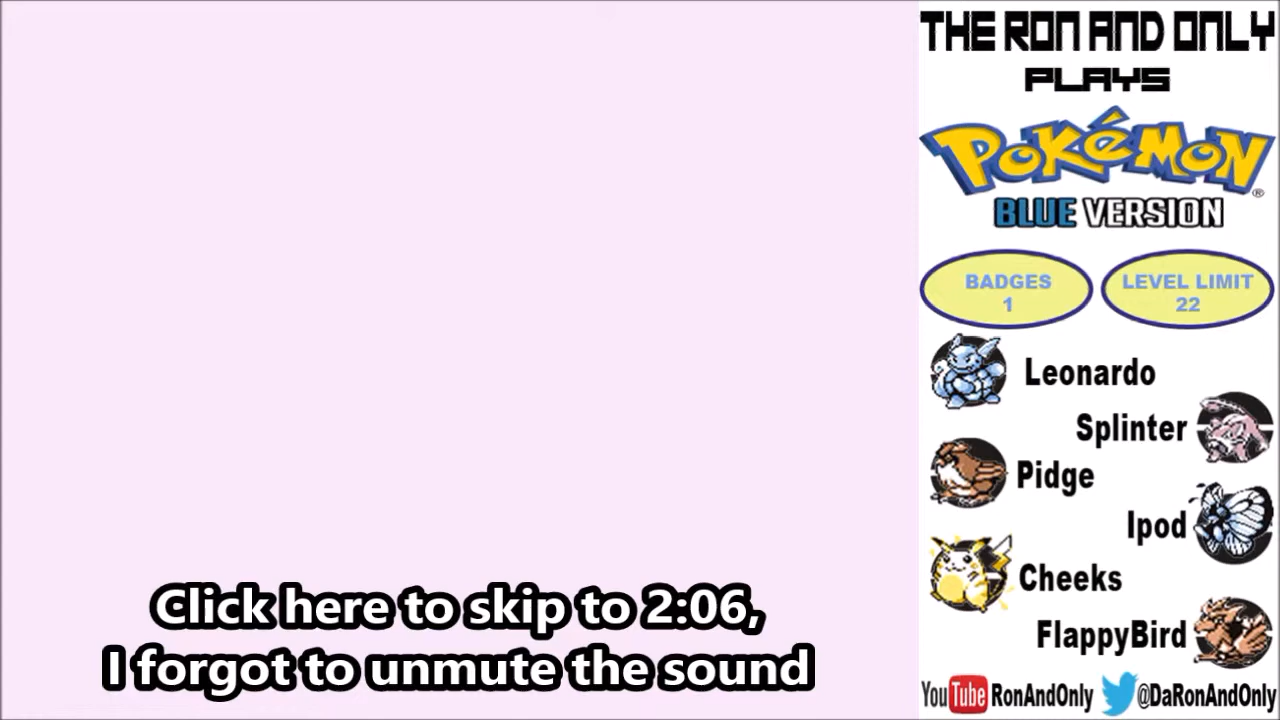 Click here to skip to 2:06,
I forgot to unmute the sound
THE RON AND ONLY
PLAYS
POKéMON
®
BLUE VERSION
BADGES
1
LEVEL LIMIT
22
Leonardo
Splinter
Pidge
Ipod
Cheeks
FlappyBird
YouTube RonAndOnly
@DaRonAndOnly